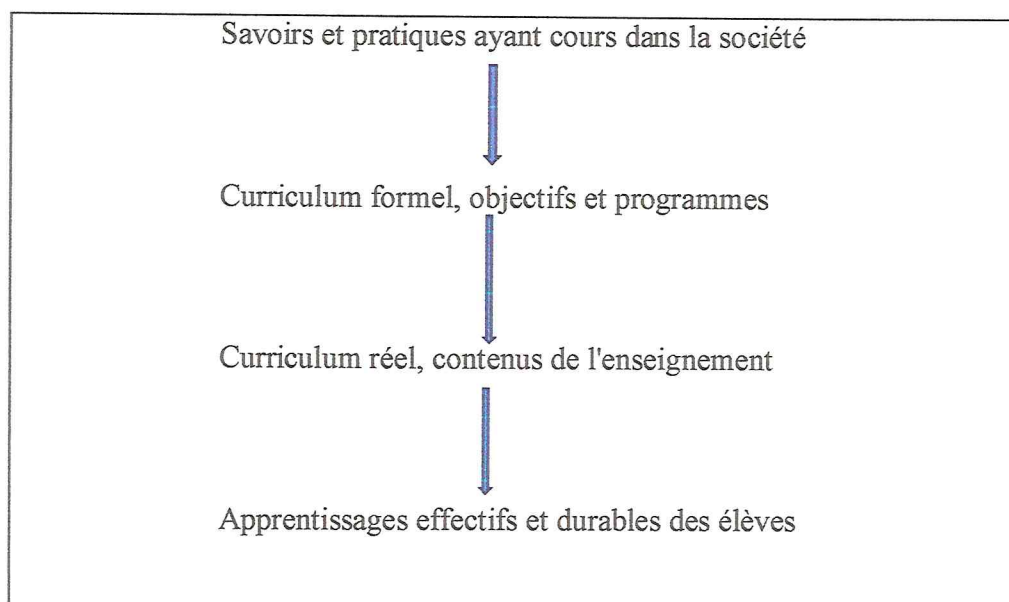 Savoirs et pratiques ayant cours dans la société
Curriculum formel, objectifs et programmes
Curriculum réel, contenus de l'enseignement
Apprentissages effectifs et durables des élèves